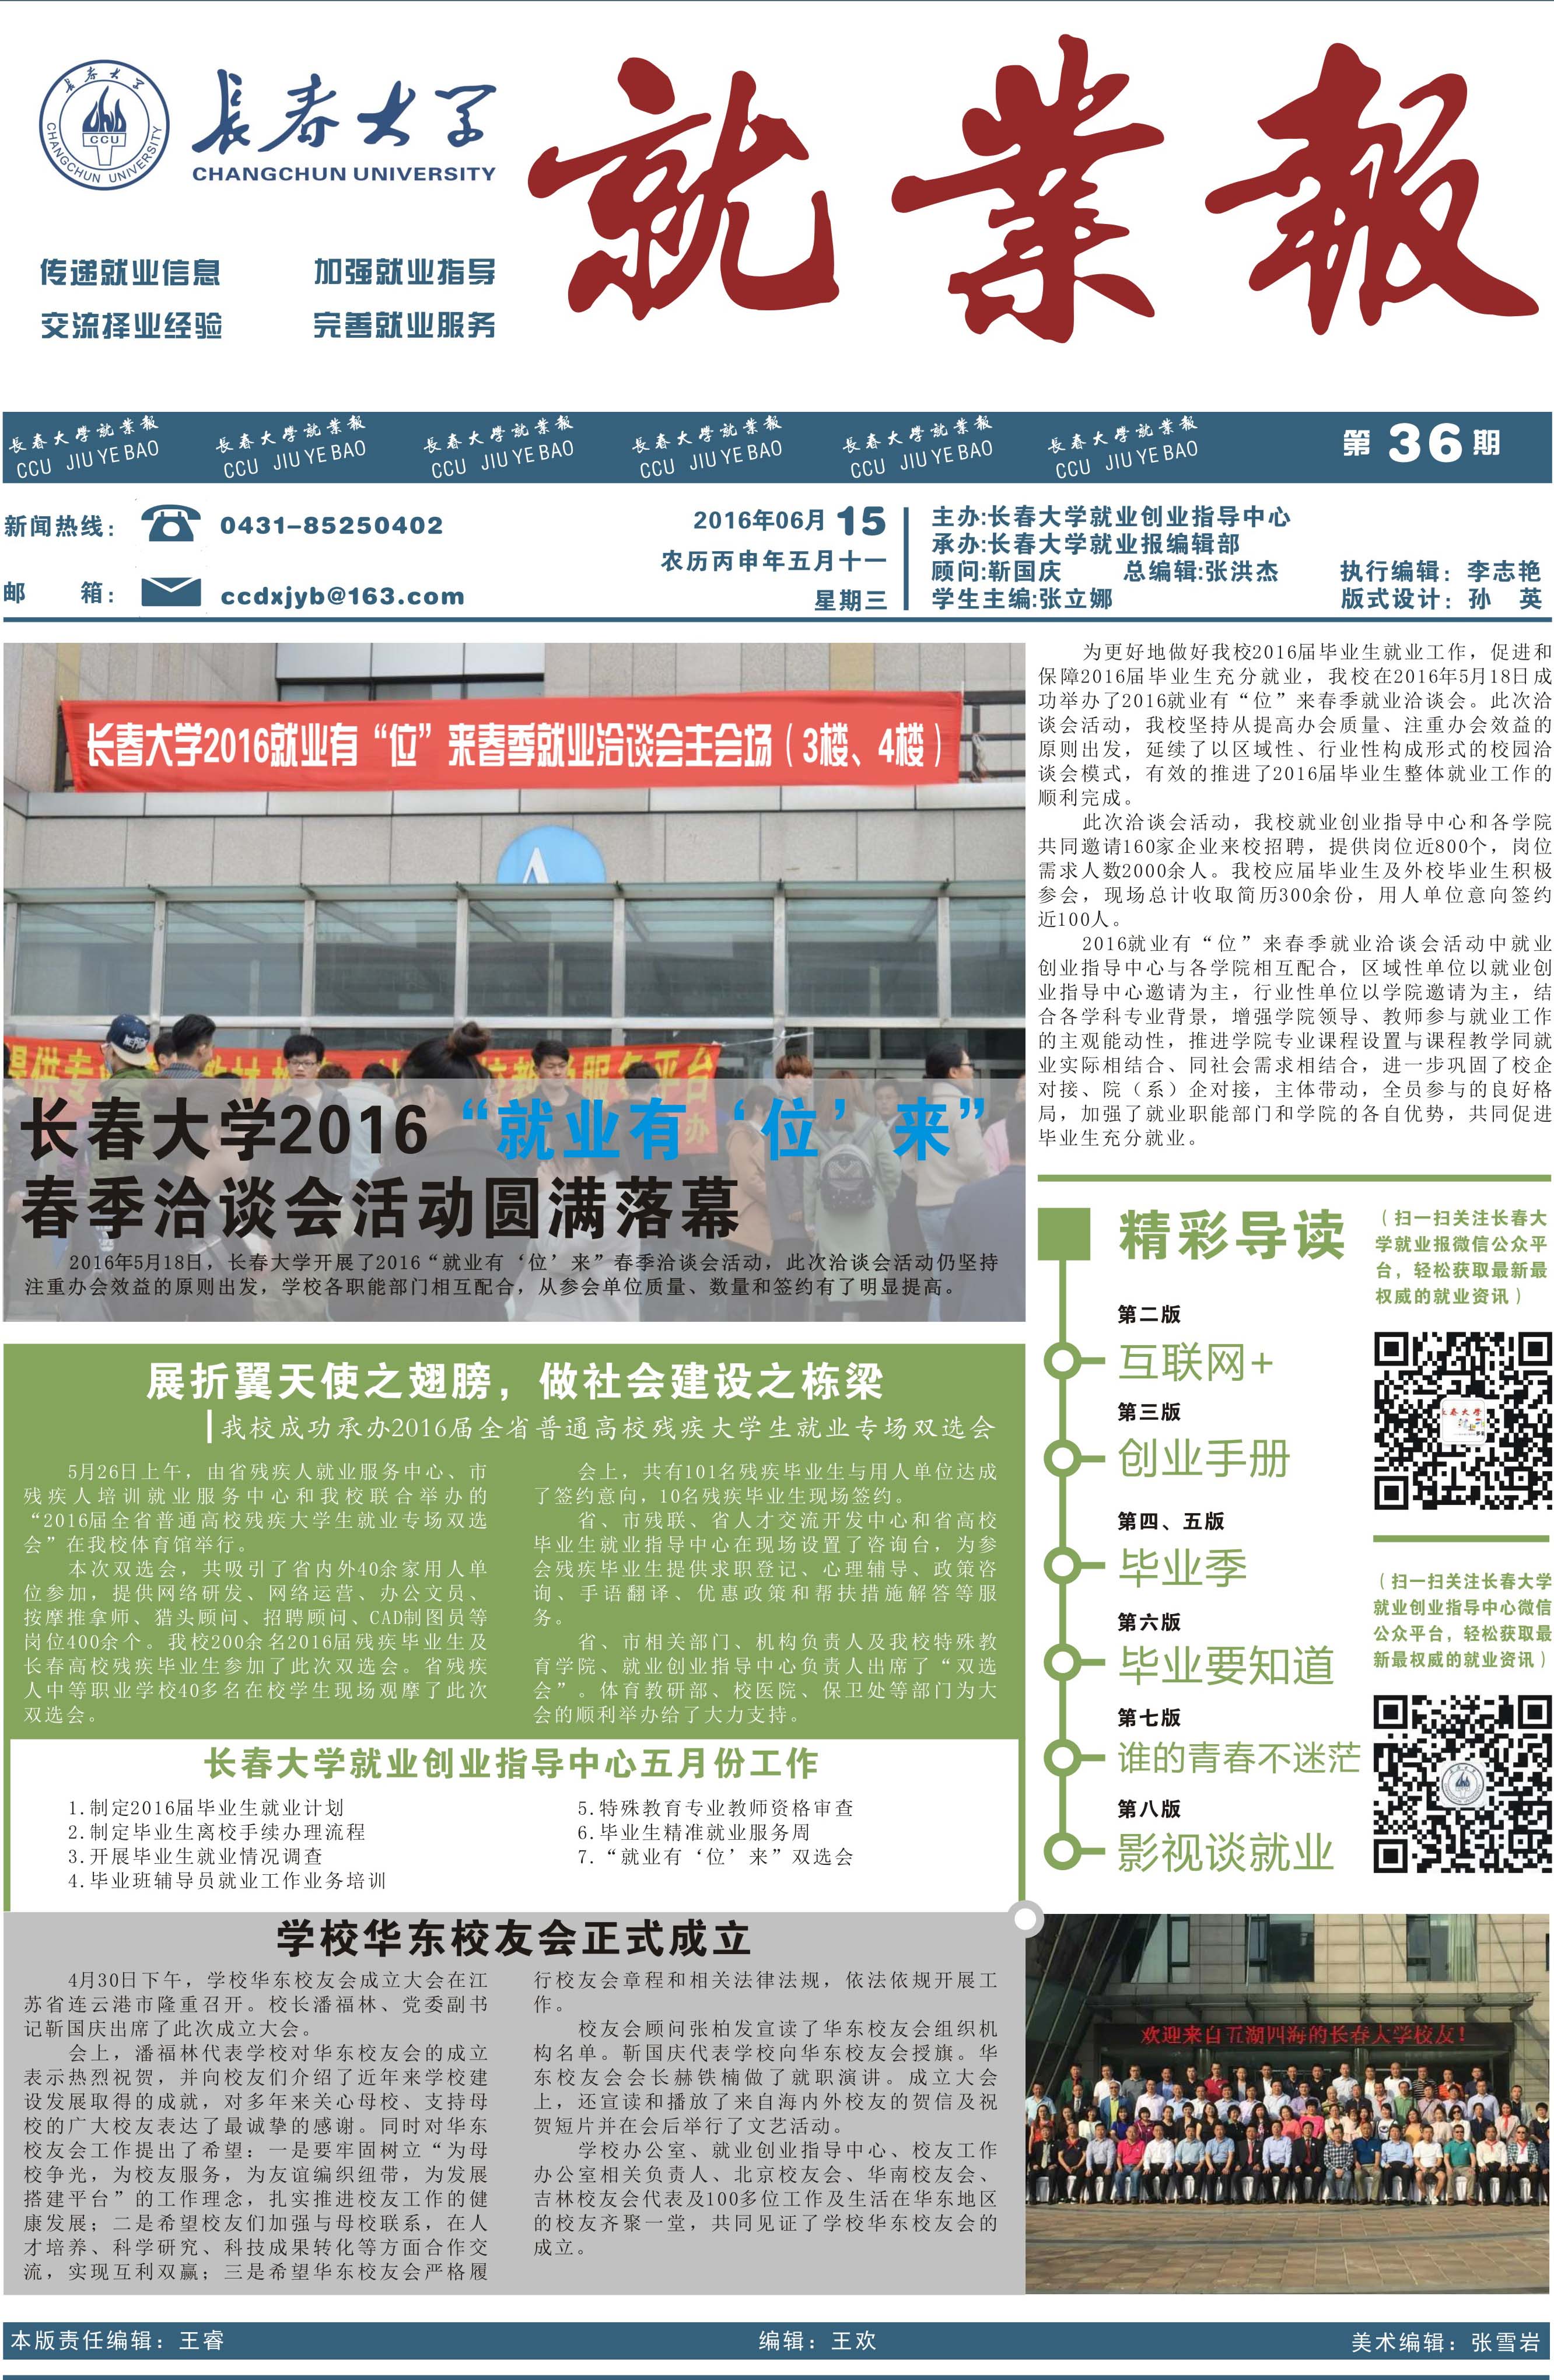 長春大学
CHANGCHUN UNIVERSITY
CCU
長春大学
CHANGCHUN UNIVERSITY
就業報
传递就业信息
加强就业指导
交流择业经验
完善就业服务
長春大學就業報
CCU JIU YE BAO
長春大學就業報
CCU JIU YE BAO
長春大學就業報
CCU JIU YE BAO
長春大學就業報
CCU JIU YE BAO
長春大學就業報
CCU JIU YE BAO
長春大學就業報
CCU JIU YE BAO
第36期
新闻热线：
0431-85250402
邮 箱：
ccdxjyb@163.com
2016年06月15
农历丙申年五月十一
星期三
主办:长春大学就业创业指导中心
承办:长春大学就业报编辑部
顾问:靳国庆 总编辑:张洪杰 执行编辑：李志艳
学生主编:张立娜 版式设计：孙 英
长春大学2016就业有“位”来春季就业洽谈会主会场（3楼、4楼）
长春大学2016“就业有‘位’来”
春季洽谈会活动圆满落幕
2016年5月18日，长春大学开展了2016“就业有‘位’来”春季洽谈会活动，此次洽谈会活动仍坚持
注重办会效益的原则出发，学校各职能部门相互配合，从参会单位质量、数量和签约有了明显提高。
为更好地做好我校2016届毕业生就业工作，促进和
保障2016届毕业生充分就业，我校在2016年5月18日成
功举办了2016就业有“位”来春季就业洽谈会。此次洽
谈会活动，我校坚持从提高办会质量、注重办会效益的
原则出发，延续了以区域性、行业性构成形式的校园洽
谈会模式，有效的推进了2016届毕业生整体就业工作的
顺利完成。
此次洽谈会活动，我校就业创业指导中心和各学院
共同邀请160家企业来校招聘，提供岗位近800个，岗位
需求人数2000余人。我校应届毕业生及外校毕业生积极
参会，现场总计收取简历300余份，用人单位意向签约
近100人。
2016就业有“位”来春季就业洽谈会活动中就业
创业指导中心与各学院相互配合，区域性单位以就业创
业指导中心邀请为主，行业性单位以学院邀请为主，结
合各学科专业背景，增强学院领导、教师参与就业工作
的主观能动性，推进学院专业课程设置与课程教学同就
业实际相结合、同社会需求相结合，进一步巩固了校企
对接、院（系）企对接，主体带动，全员参与的良好格
局，加强了就业职能部门和学院的各自优势，共同促进
毕业生充分就业。
展折翼天使之翅膀，做社会建设之栋梁
我校成功承办2016届全省普通高校残疾大学生就业专场双选会
5月26日上午，由省残疾人就业服务中心、市
残疾人培训就业服务中心和我校联合举办的
“2016届全省普通高校残疾大学生就业专场双选
会”在我校体育馆举行。
本次双选会，共吸引了省内外40余家用人单
位参加，提供网络研发、网络运营、办公文员、
按摩推拿师、猎头顾问、招聘顾问、CAD制图员等
岗位400余个。我校200余名2016届残疾毕业生及
长春高校残疾毕业生参加了此次双选会。省残疾
人中等职业学校40多名在校学生现场观摩了此次
双选会。
会上，共有101名残疾毕业生与用人单位达成
了签约意向，10名残疾毕业生现场签约。
省、市残联、省人才交流开发中心和省高校
毕业生就业指导中心在现场设置了咨询台，为参
会残疾毕业生提供求职登记、心理辅导、政策咨
询、手语翻译、优惠政策和帮扶措施解答等服
务。
省、市相关部门、机构负责人及我校特殊教
育学院、就业创业指导中心负责人出席了“双选
会”。体育教研部、校医院、保卫处等部门为大
会的顺利举办给了大力支持。
长春大学就业创业指导中心五月份工作
1.制定2016届毕业生就业计划
2.制定毕业生离校手续办理流程
3.开展毕业生就业情况调查
4.毕业班辅导员就业工作业务培训
5.特殊教育专业教师资格审查
6.毕业生精准就业服务周
7.“就业有‘位’来”双选会
精彩导读
第二版
互联网+
第三版
创业手册
第四、五版
毕业季
第六版
毕业要知道
第七版
谁的青春不迷茫
第八版
影视谈就业
（扫一扫关注长春大
学就业报微信公众平
台，轻松获取最新最
权威的就业资讯）
（扫一扫关注长春大学
就业创业指导中心微信
公众平台，轻松获取最
新最权威的就业资讯）
学校华东校友会正式成立
4月30日下午，学校华东校友会成立大会在江
苏省连云港市隆重召开。校长潘福林、党委副书
记靳国庆出席了此次成立大会。
会上，潘福林代表学校对华东校友会的成立
表示热烈祝贺，并向校友们介绍了近年来学校建
设发展取得的成就，对多年来关心母校、支持母
校的广大校友表达了最诚挚的感谢。同时对华东
校友会工作提出了希望：一是要牢固树立“为母
校争光，为校友服务，为友谊编织纽带，为发展
搭建平台”的工作理念，扎实推进校友工作的健
康发展；二是希望校友们加强与母校联系，在人
才培养、科学研究、科技成果转化等方面合作交
流，实现互利双赢；三是希望华东校友会严格履
行校友会章程和相关法律法规，依法依规开展工
作。
校友会顾问张柏发宣读了华东校友会组织机
构名单。靳国庆代表学校向华东校友会授旗。华
东校友会会长赫铁楠做了就职演讲。成立大会
上，还宣读和播放了来自海内外校友的贺信及祝
贺短片并在会后举行了文艺活动。
学校办公室、就业创业指导中心、校友工作
办公室相关负责人、北京校友会、华南校友会、
吉林校友会代表及100多位工作及生活在华东地区
的校友齐聚一堂，共同见证了学校华东校友会的
成立。
欢迎来自五湖四海的长春大学校友！
本版责任编辑：王睿
编辑：王欢
美术编辑：张雪岩